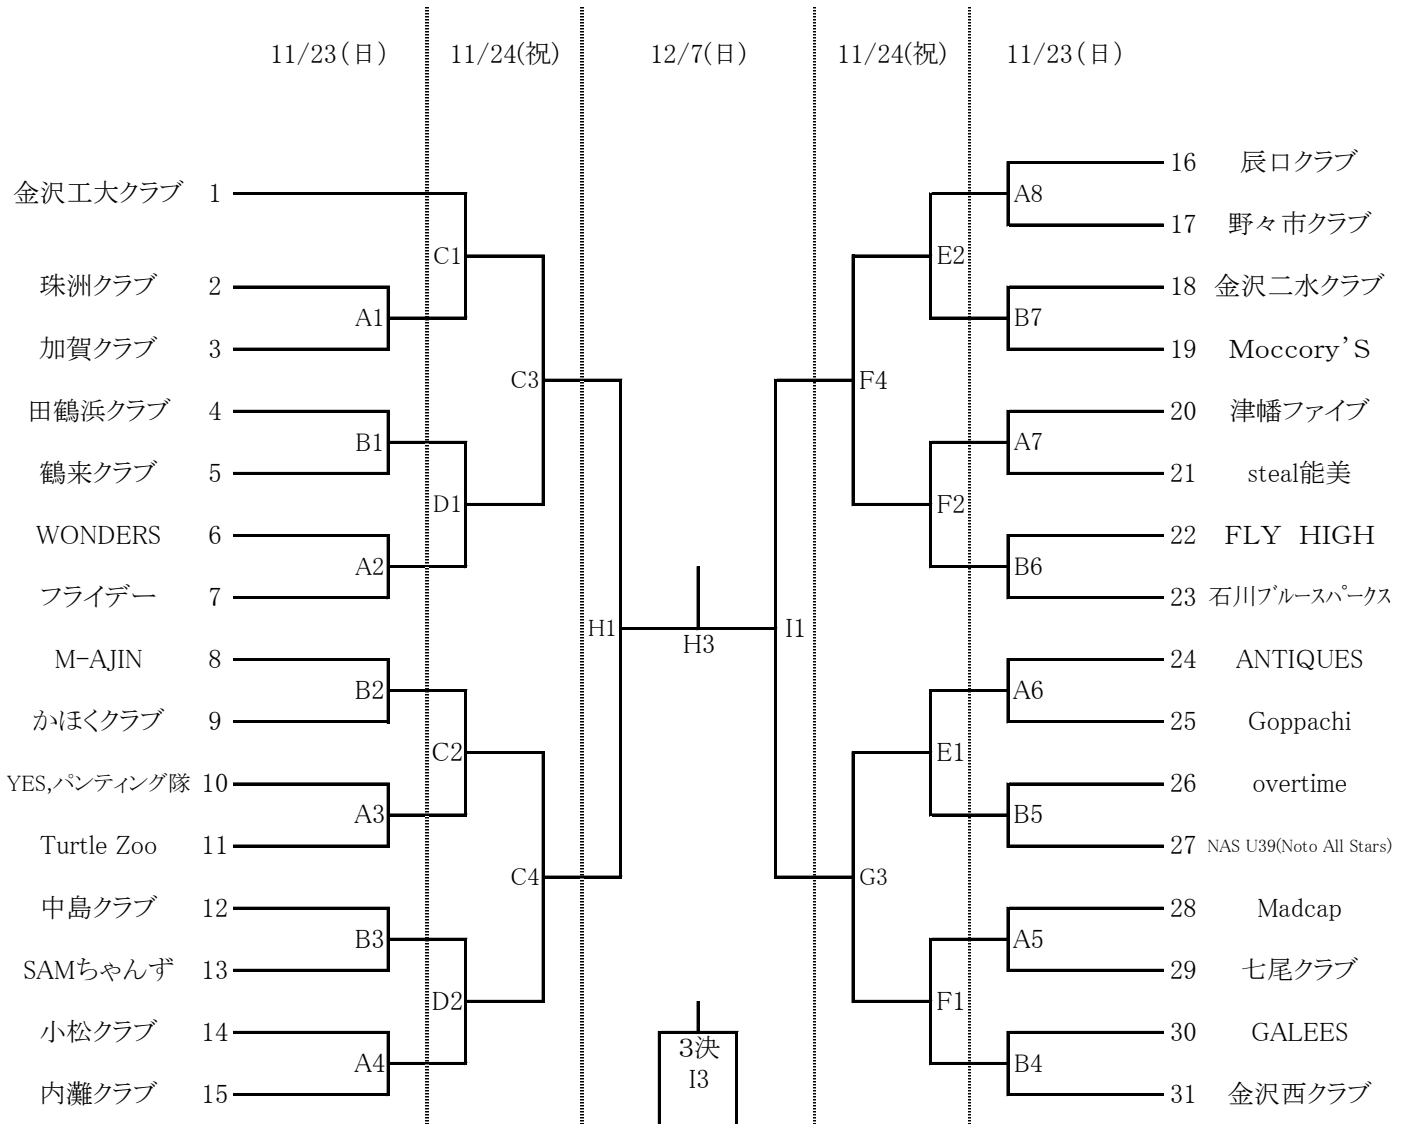 11/23(日) 11/24(祝) 12/7(日) 11/24(祝) 11/23(日)
金沢工大クラブ 1
珠洲クラブ 2
加賀クラブ 3
田鶴浜クラブ 4
鶴来クラブ 5
WONDERS 6
フライデー 7
M-AJIN 8
かほくクラブ 9
YES,パンティング隊 10
Turtle Zoo 11
中島クラブ 12
SAMちゃんず 13
小松クラブ 14
内灘クラブ 15
A1
B1
A2
B2
A3
B3
A4
C1
D1
C2
D2
C3
C4
H1
H3
3決
I3
I1
F4
G3
E2
F2
E1
F1
A8
B7
A7
B6
A6
B5
A5
B4
16 辰口クラブ
17 野々市クラブ
18 金沢二水クラブ
19 Moccory'S
20 津幡ファイブ
21 steal能美
22 FLY HIGH
23 石川ブルースパークス
24 ANTIQUES
25 Goppachi
26 overtime
27 NAS U39(Noto All Stars)
28 Madcap
29 七尾クラブ
30 GALEES
31 金沢西クラブ